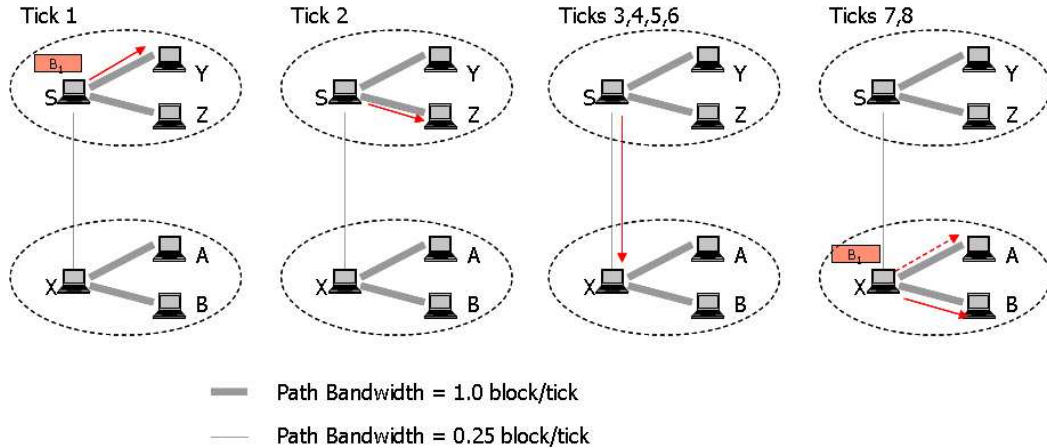 Tick 1
Tick 2
Ticks 3,4,5,6
Ticks 7,8
B1
S
Y
Z
S
Y
Z
S
Y
Z
S
Y
Z
X
A
B
X
A
B
X
A
B
B1
X
A
B
Path Bandwidth = 1.0 block/tick
Path Bandwidth = 0.25 block/tick